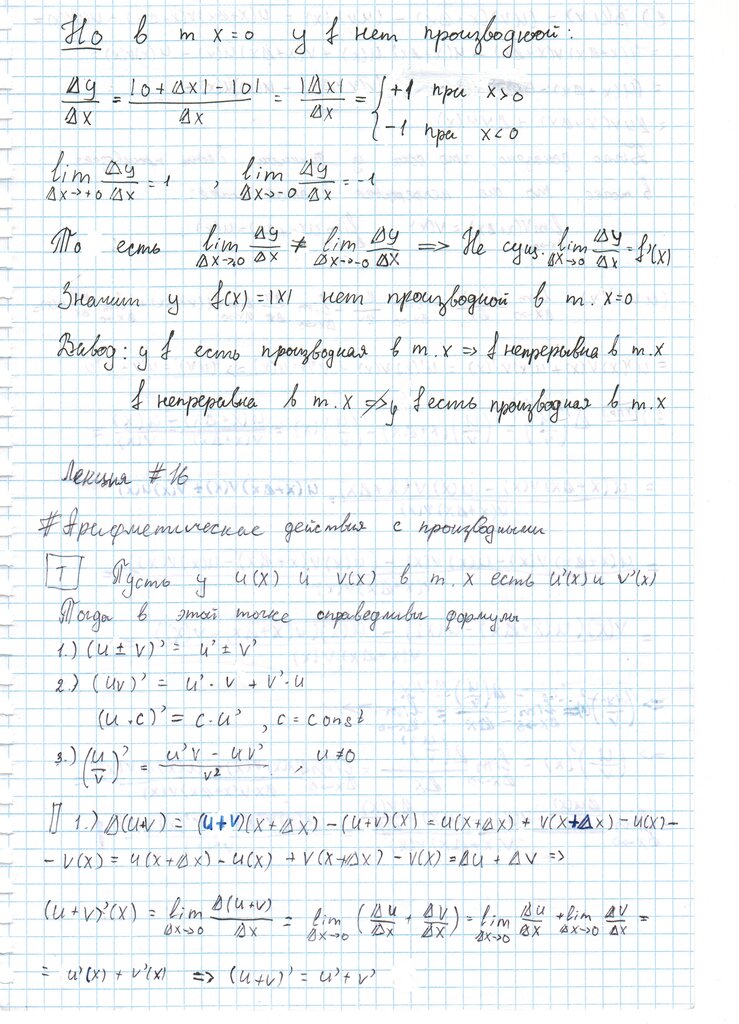 Но в т x=0 у f нет производной:
Δy/Δx = |0+Δx|-|0|/Δx = |Δx|/Δx = { +1 при x>0
-1 при x<0
lim Δx→+0 Δy/Δx = 1 , lim Δx→-0 Δy/Δx = -1
То есть lim Δx→0 Δy/Δx ≠ lim Δx→-0 Δy/Δx => Не сущ. lim Δx→0 Δy/Δx = f'(x)
Значит у f(x)=|x| нет производной в т. x=0
Вывод: у f есть производная в т.x => f непрерывна в т.x
f непрерывна в т.x ≠> у f есть производная в т.x
Лекция #16
# Арифметические действия с производными
T Пусть у u(x) и v(x) в т.x есть u'(x) и v'(x)
Тогда в этой точке справедливы формулы
1.) (u ± v)' = u' ± v'
2.) (uv)' = u'·v + v'·u
(u·c)' = c·u' , c = const
3.) (u/v)' = u'v - uv'/v² , u≠0
[] 1.) Δ(u+v) = (u+v)(x+Δx) - (u+v)(x) = u(x+Δx) + v(x+Δx) - u(x) -
- v(x) = u(x+Δx) - u(x) + v(x+Δx) - v(x) = Δu + Δv =>
(u+v)'(x) = lim Δx→0 Δ(u+v)/Δx = lim Δx→0 (Δu/Δx + Δv/Δx) = lim Δx→0 Δu/Δx + lim Δx→0 Δv/Δx =
= u'(x) + v'(x) => (u+v)' = u'+v'